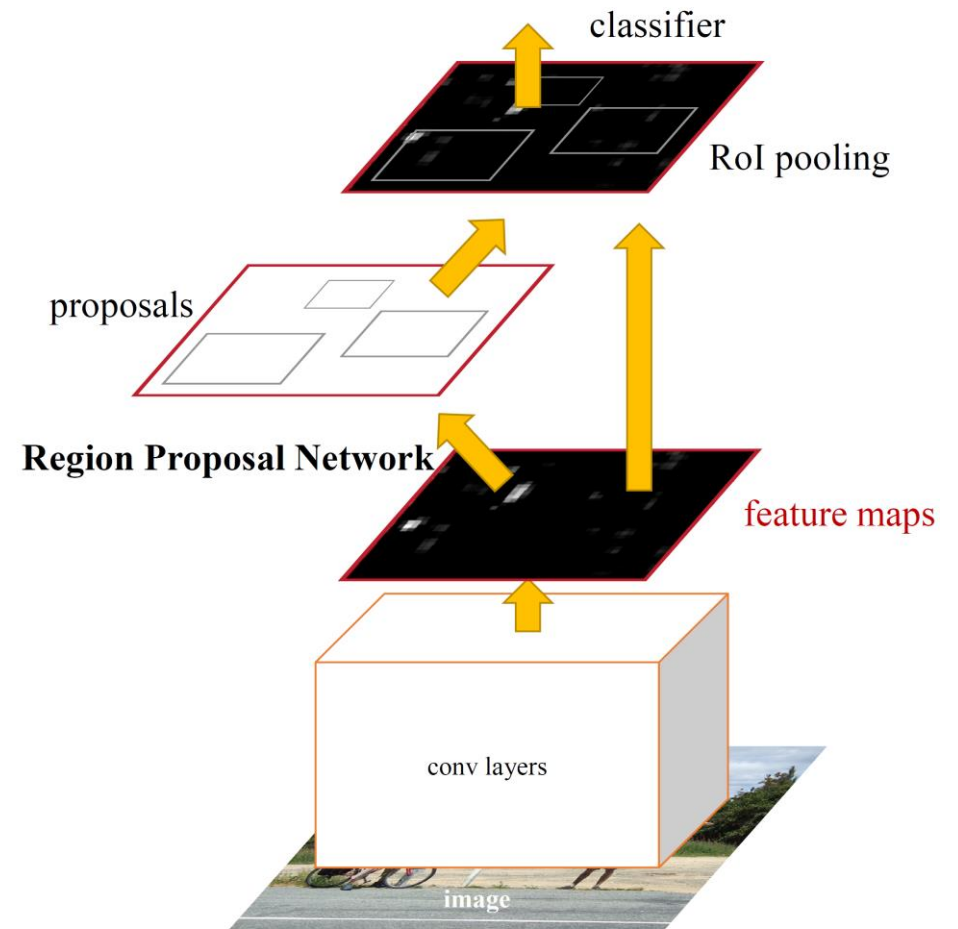 classifier
RoI pooling
proposals
Region Proposal Network
feature maps
conv layers
image